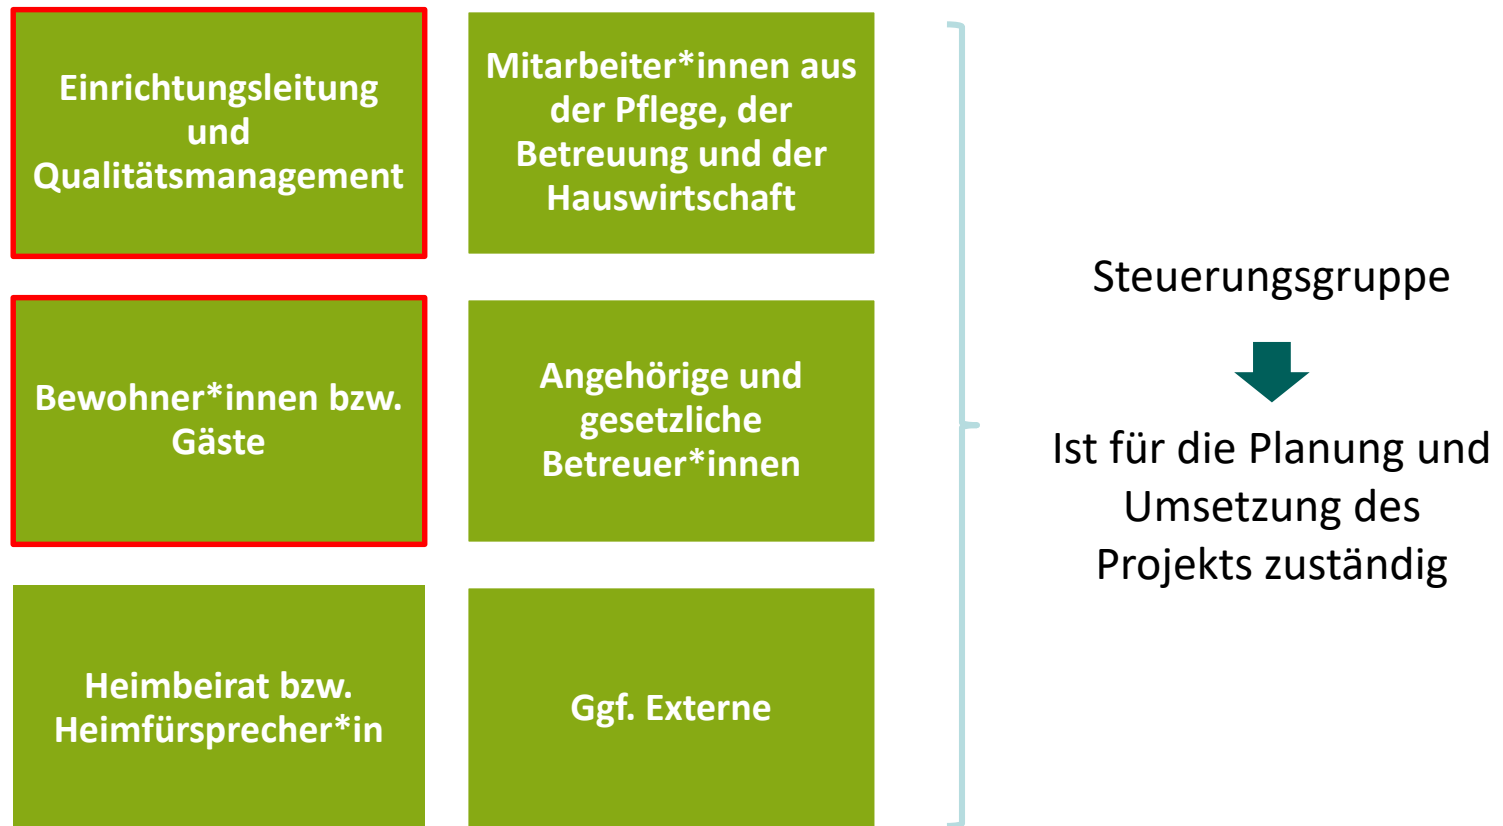 Einrichtungsleitung
und
Qualitätsmanagement
Mitarbeiter*innen aus
der Pflege, der
Betreuung und der
Hauswirtschaft
Bewohner*innen bzw.
Gäste
Angehörige und
gesetzliche
Betreuer*innen
Heimbeirat bzw.
Heimfürsprecher*in
Ggf. Externe
Steuerungsgruppe
Ist für die Planung und
Umsetzung des
Projekts zuständig